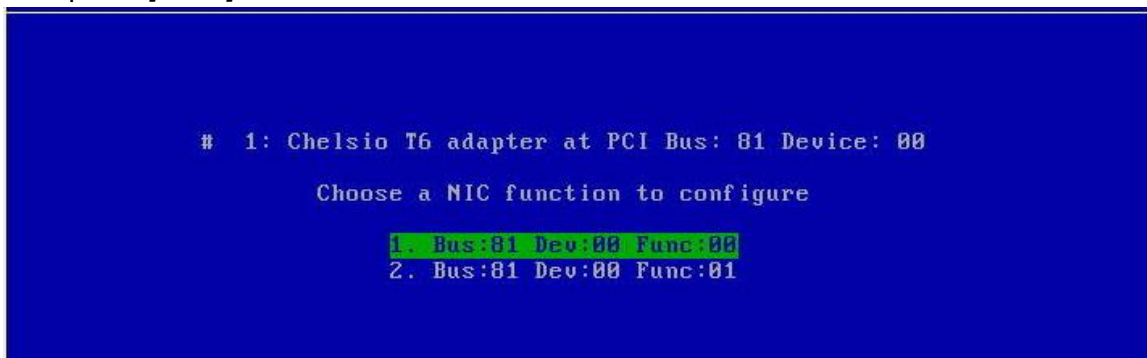 # 1: Chelsio T6 adapter at PCI Bus: 81 Device: 00
Choose a NIC function to configure
1. Bus:81 Dev:00 Func:00
2. Bus:81 Dev:00 Func:01